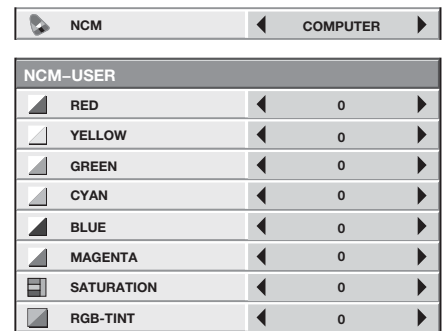 NCM COMPUTER
NCM–USER
RED 0
YELLOW 0
GREEN 0
CYAN 0
BLUE 0
MAGENTA 0
SATURATION 0
RGB-TINT 0